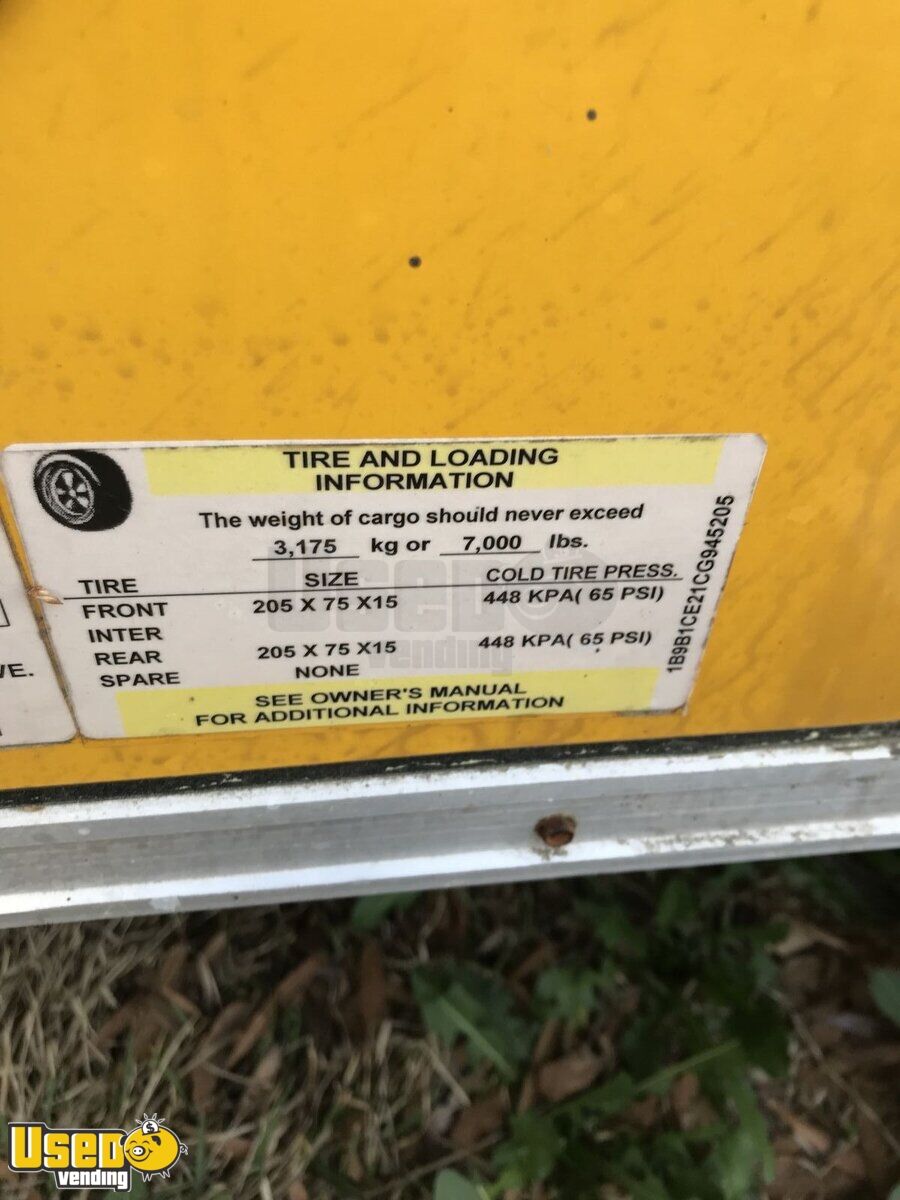 TIRE AND LOADING
INFORMATION
The weight of cargo should never exceed
3,175 kg or 7,000 lbs.
TIRE SIZE COLD TIRE PRESS.
FRONT 205 X 75 X15 448 KPA( 65 PSI)
INTER
REAR 205 X 75 X15 448 KPA( 65 PSI)
SPARE NONE
SEE OWNER'S MANUAL
FOR ADDITIONAL INFORMATION
1B9B1CE21CG945205
VE.
Used
vending
USED
vending